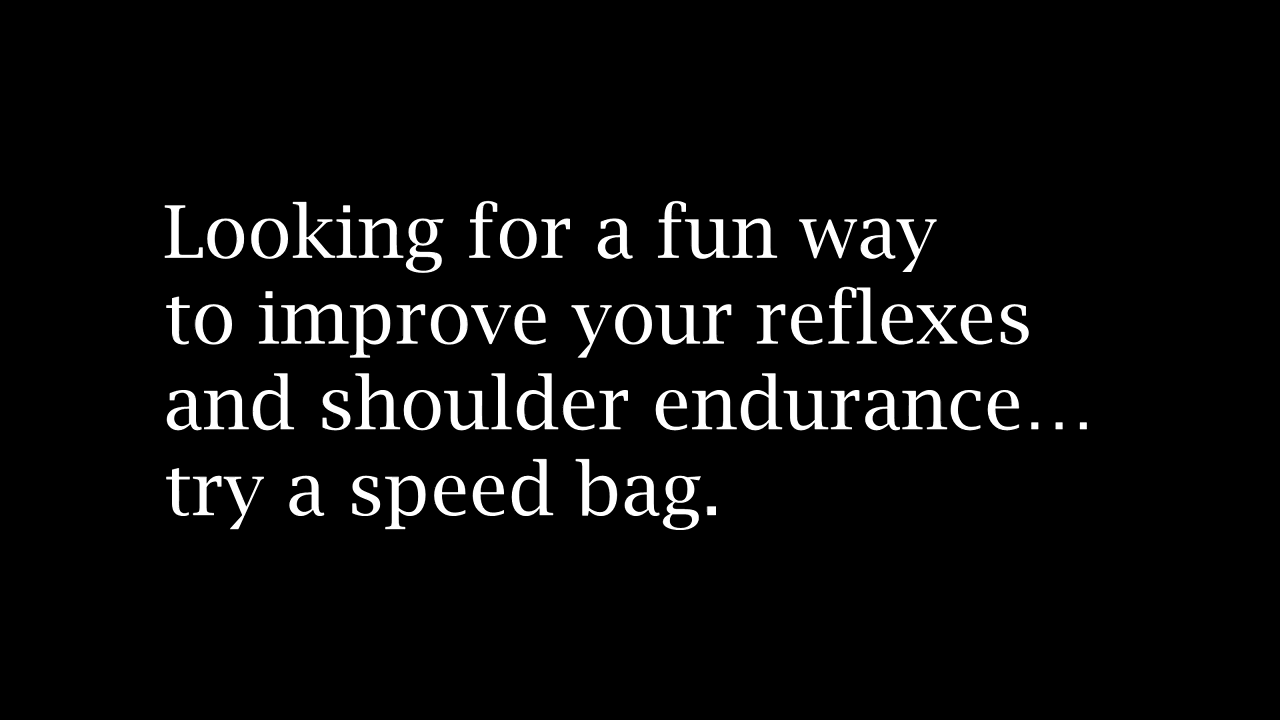 Looking for a fun way
to improve your reflexes
and shoulder endurance…
try a speed bag.